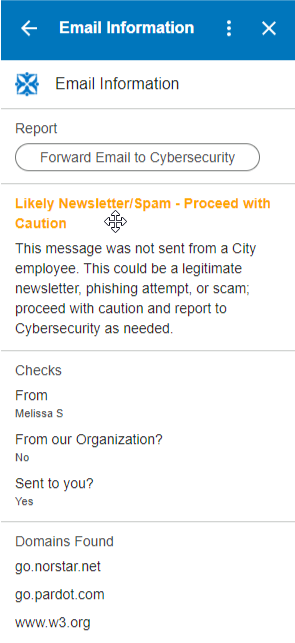 Email Information
Email Information
Report
Forward Email to Cybersecurity
Likely Newsletter/Spam - Proceed with
Caution
This message was not sent from a City
employee. This could be a legitimate
newsletter, phishing attempt, or scam;
proceed with caution and report to
Cybersecurity as needed.
Checks
From
Melissa S
From our Organization?
No
Sent to you?
Yes
Domains Found
go.norstar.net
go.pardot.com
www.w3.org